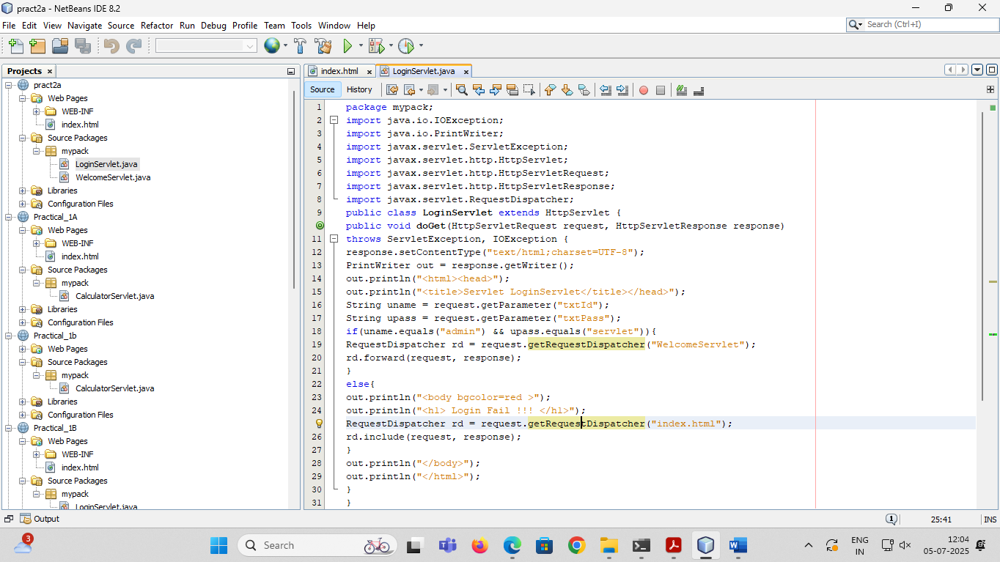 pract2a - NetBeans IDE 8.2
File Edit View Navigate Source Refactor Run Debug Profile Team Tools Window Help
Search (Ctrl+I)
Projects
pract2a
Web Pages
WEB-INF
index.html
Source Packages
mypack
LoginServlet.java
WelcomeServlet.java
Libraries
Configuration Files
Practical_1A
Web Pages
WEB-INF
index.html
Source Packages
mypack
CalculatorServlet.java
Libraries
Configuration Files
Practical_1b
Web Pages
Source Packages
mypack
CalculatorServlet.java
Libraries
Configuration Files
Practical_1B
Web Pages
WEB-INF
index.html
Source Packages
mypack
LoginServlet.java
index.html LoginServlet.java
Source History
1 package mypack;
2 import java.io.IOException;
3 import java.io.PrintWriter;
4 import javax.servlet.ServletException;
5 import javax.servlet.http.HttpServlet;
6 import javax.servlet.http.HttpServletRequest;
7 import javax.servlet.http.HttpServletResponse;
8 import javax.servlet.RequestDispatcher;
9 public class LoginServlet extends HttpServlet {
public void doGet(HttpServletRequest request, HttpServletResponse response)
11 throws ServletException, IOException {
12 response.setContentType("text/html;charset=UTF-8");
13 PrintWriter out = response.getWriter();
14 out.println("<html><head>");
15 out.println("<title>Servlet LoginServlet</title></head>");
16 String uname = request.getParameter("txtId");
17 String upass = request.getParameter("txtPass");
18 if(uname.equals("admin") && upass.equals("servlet")){
19 RequestDispatcher rd = request.getRequestDispatcher("WelcomeServlet");
20 rd.forward(request, response);
21 }
22 else{
23 out.println("<body bgcolor=red >");
24 out.println("<h1> Login Fail !!! </h1>");
RequestDispatcher rd = request.getRequestDispatcher("index.html");
26 rd.include(request, response);
27 }
28 out.println("</body>");
29 out.println("</html>");
30 }
31 }
Output
1
25:41
INS
3
Search
ENG
IN
12:04
05-07-2025